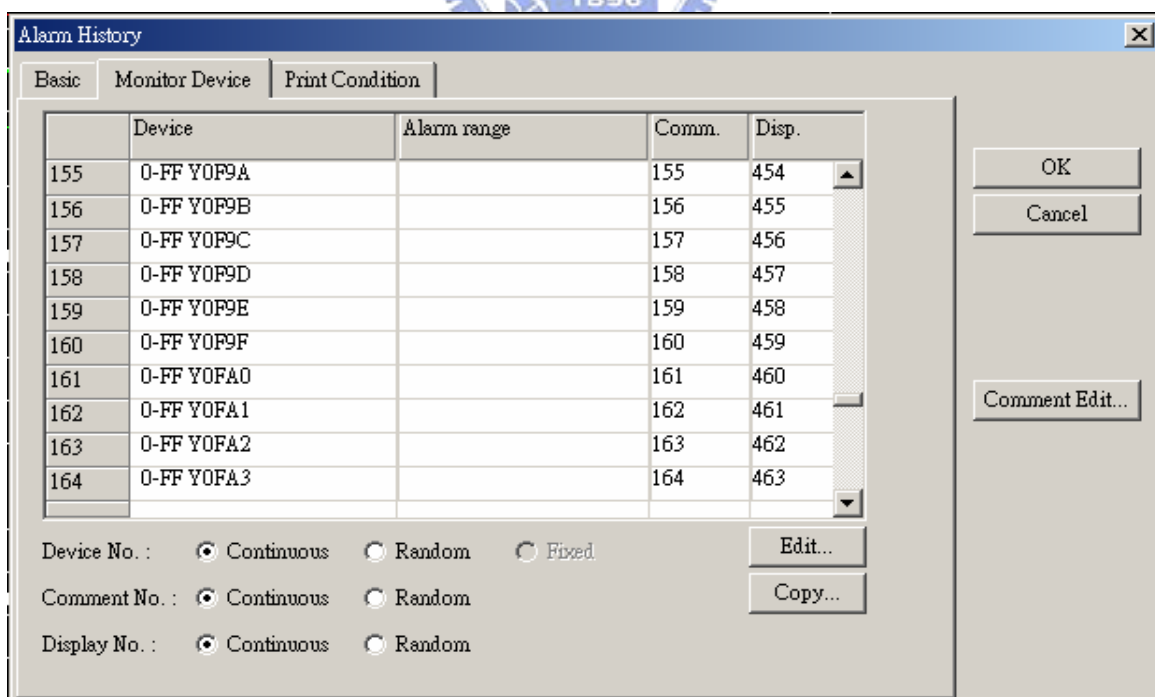 1896
Alarm History
Basic Monitor Device Print Condition
Device Alarm range Comm. Disp.
155 0-FF Y0F9A 155 454
156 0-FF Y0F9B 156 455
157 0-FF Y0F9C 157 456
158 0-FF Y0F9D 158 457
159 0-FF Y0F9E 159 458
160 0-FF Y0F9F 160 459
161 0-FF Y0FA0 161 460
162 0-FF Y0FA1 162 461
163 0-FF Y0FA2 163 462
164 0-FF Y0FA3 164 463
OK
Cancel
Comment Edit...
Device No. : Continuous Random Fixed
Edit...
Comment No. : Continuous Random
Copy...
Display No. : Continuous Random